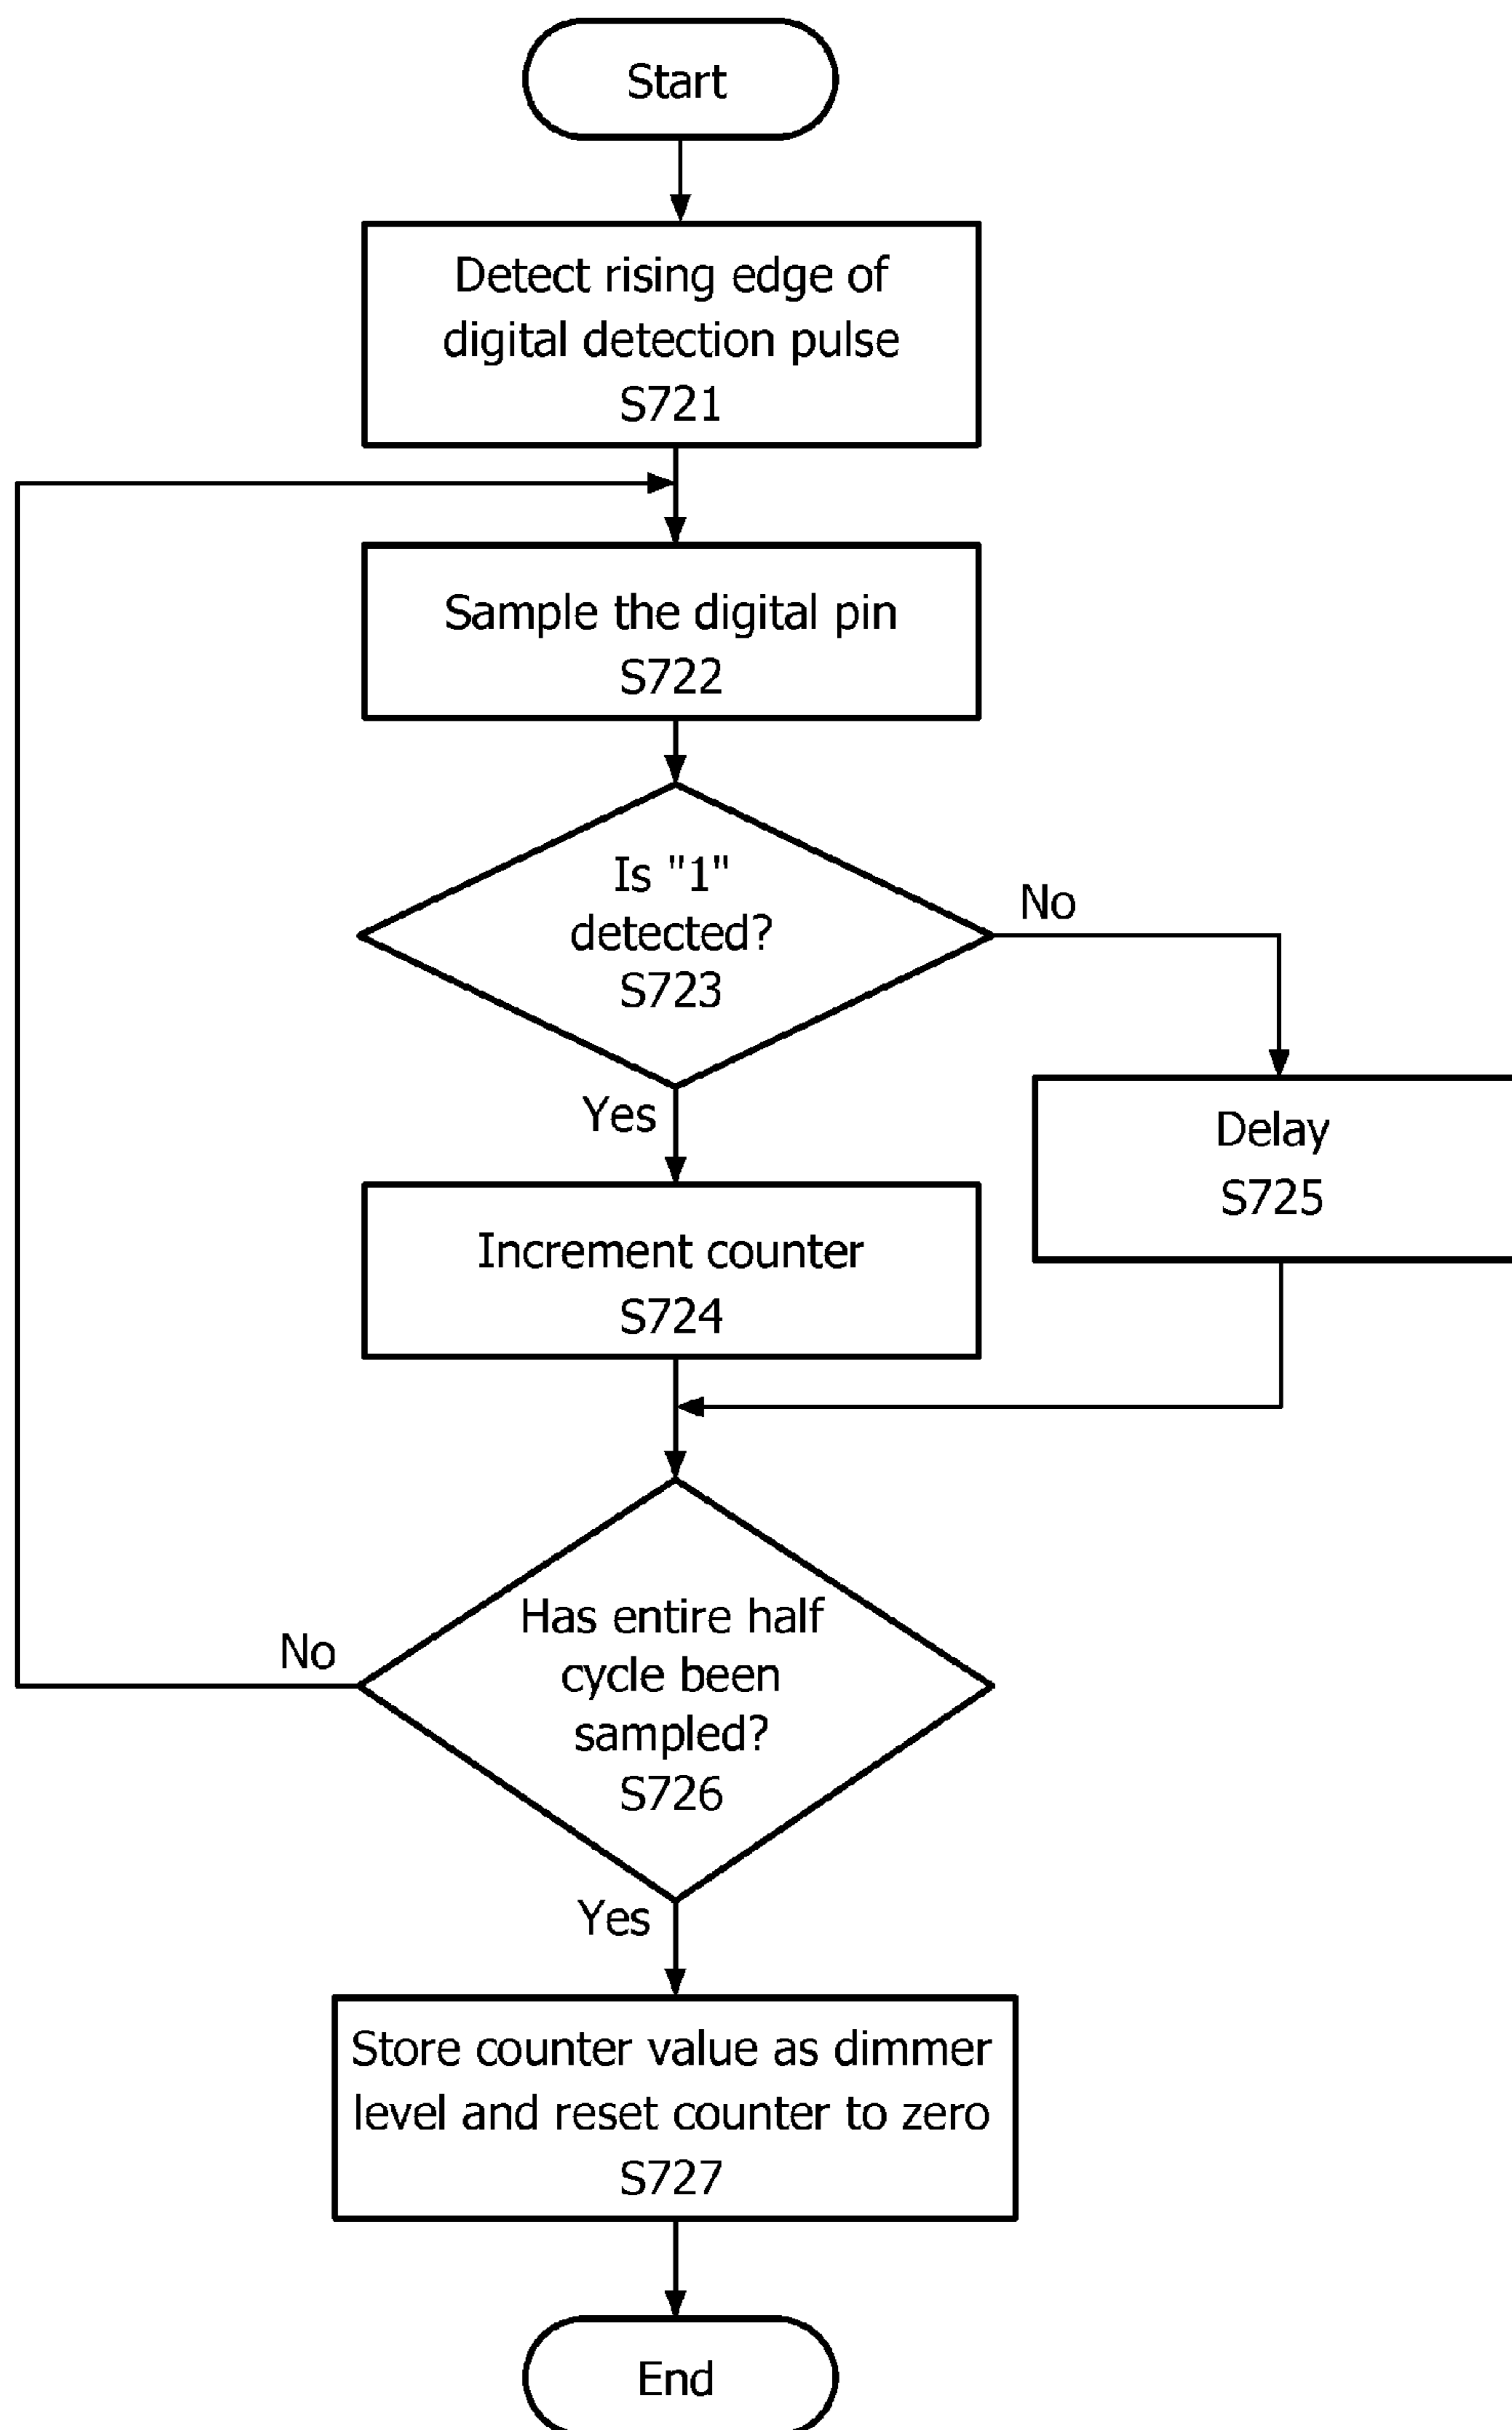 Start
Detect rising edge of
digital detection pulse
S721
Sample the digital pin
S722
Is "1"
detected?
S723
No
Yes
Delay
S725
Increment counter
S724
Has entire half
cycle been
sampled?
S726
No
Yes
Store counter value as dimmer
level and reset counter to zero
S727
End